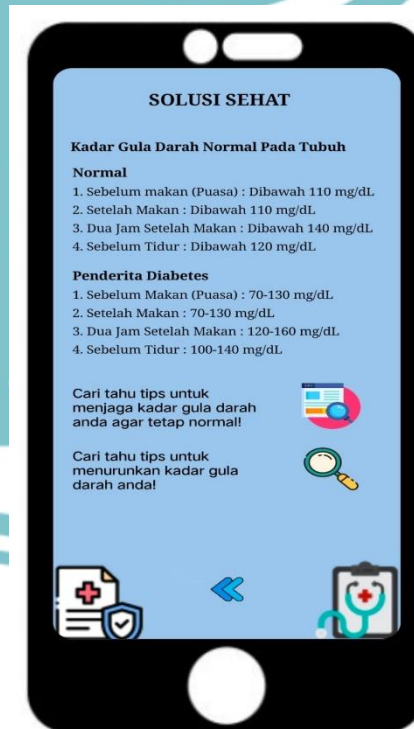 SOLUSI SEHAT
Kadar Gula Darah Normal Pada Tubuh
Normal
1. Sebelum makan (Puasa) : Dibawah 110 mg/dL
2. Setelah Makan : Dibawah 110 mg/dL
3. Dua Jam Setelah Makan : Dibawah 140 mg/dL
4. Sebelum Tidur : Dibawah 120 mg/dL
Penderita Diabetes
1. Sebelum Makan (Puasa) : 70-130 mg/dL
2. Setelah Makan : 70-130 mg/dL
3. Dua Jam Setelah Makan : 120-160 mg/dL
4. Sebelum Tidur : 100-140 mg/dL
Cari tahu tips untuk
menjaga kadar gula darah
anda agar tetap normal!
Cari tahu tips untuk
menurunkan kadar gula
darah anda!